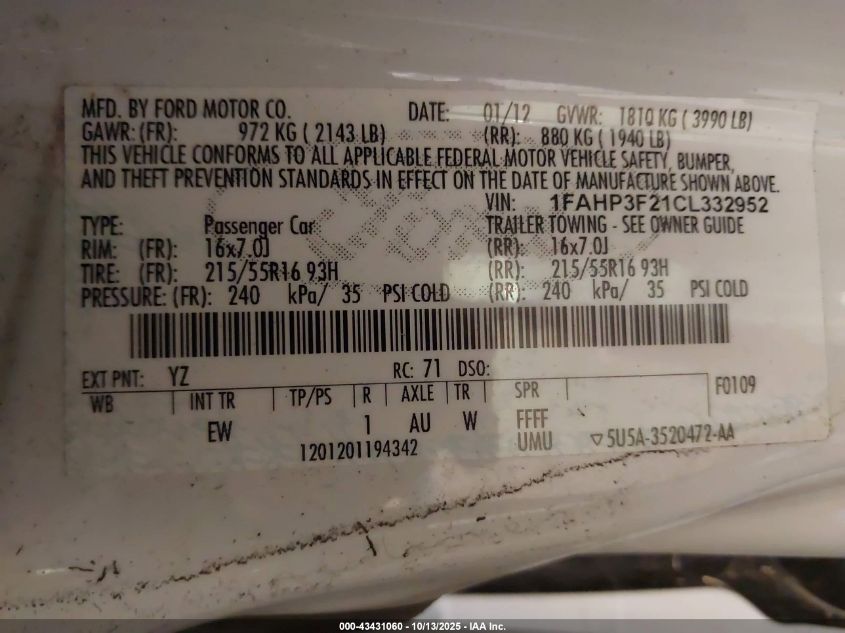 MFD. BY FORD MOTOR CO. DATE: 01/12 GVWR: 1810 KG ( 3990 LB)
GAWR: (FR): 972 KG ( 2143 LB) (RR): 880 KG ( 1940 LB)
THIS VEHICLE CONFORMS TO ALL APPLICABLE FEDERAL MOTOR VEHICLE SAFETY, BUMPER,
AND THEFT PREVENTION STANDARDS IN EFFECT ON THE DATE OF MANUFACTURE SHOWN ABOVE.
VIN: 1FAHP3F21CL332952
TYPE: Passenger Car TRAILER TOWING - SEE OWNER GUIDE
RIM: (FR): 16x7.0J (RR): 16x7.0J
TIRE: (FR): 215/55R16 93H (RR): 215/55R16 93H
PRESSURE: (FR): 240 kPa/ 35 PSI COLD (RR): 240 kPa/ 35 PSI COLD
EXT PNT: YZ RC: 71 DSO:
WB INT TR TP/PS R AXLE TR SPR F0109
EW 1 AU W FFFF
UMU
1201201194342 ▽5U5A-3520472-AA
000-43431060 - 10/13/2025 - IAA Inc.